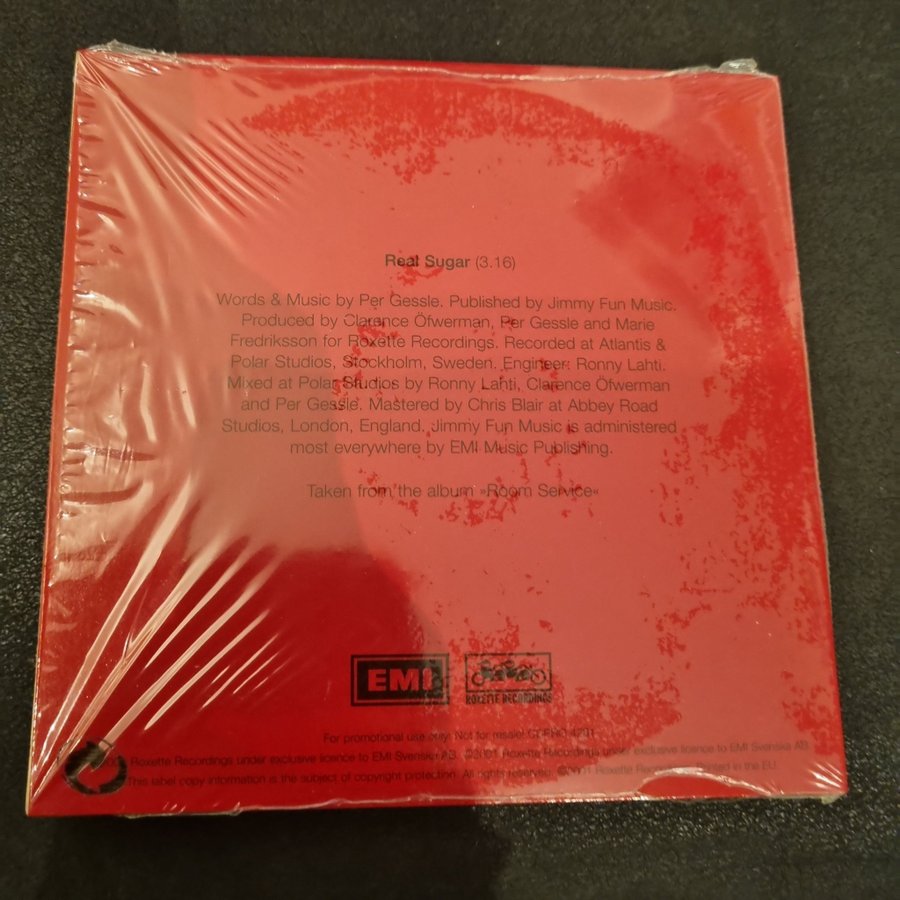 Real Sugar (3.16)
Words & Music by Per Gessle. Published by Jimmy Fun Music.
Produced by Clarence Öfwerman, Per Gessle and Marie
Fredriksson for Roxette Recordings. Recorded at Atlantis &
Polar Studios, Stockholm, Sweden. Engineer: Ronny Lahti.
Mixed at Polar Studios by Ronny Lahti, Clarence Öfwerman
and Per Gessle. Mastered by Chris Blair at Abbey Road
Studios, London, England. Jimmy Fun Music is administered
most everywhere by EMI Music Publishing.
Taken from the album »Room Service«
EMI
ROXETTE RECORDINGS
For promotional use only! Not for resale!
Roxette Recordings under exclusive licence to EMI Svenska AB. ©2001 Roxette Recordings under exclusive licence to EMI Svenska AB
This label copy information is the subject of copyright protection. All rights reserved. ©2001 Roxette Recordings. Printed in the EU.